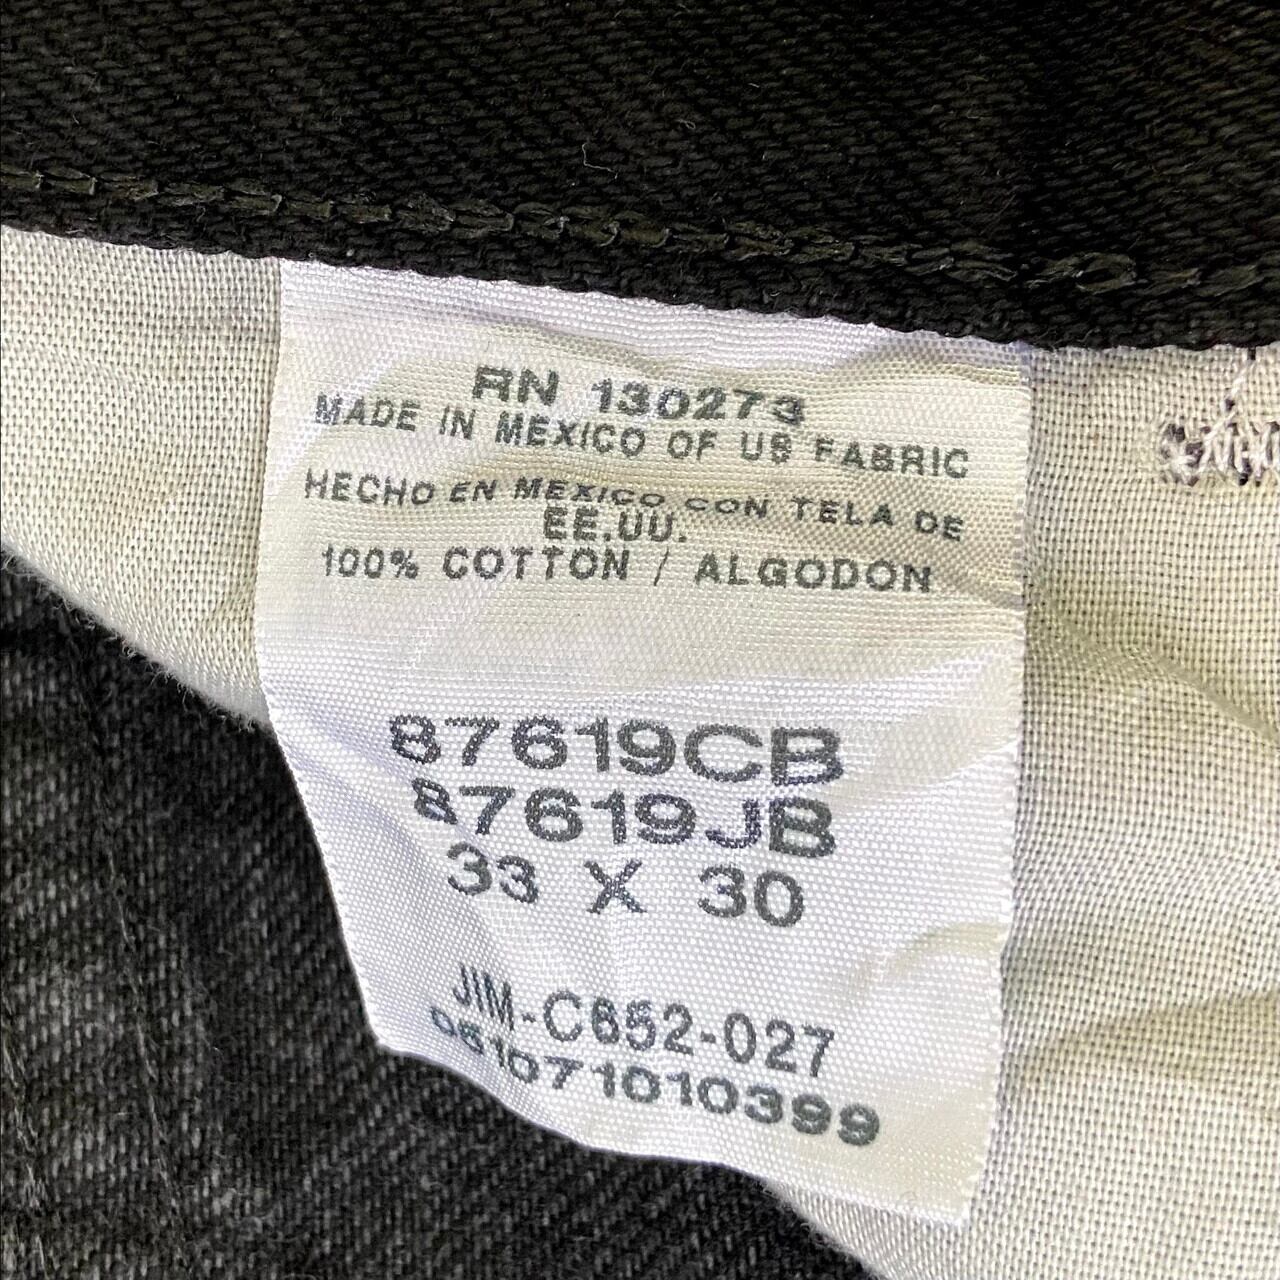 RN 130273
MADE IN MEXICO OF US FABRIC
HECHO EN MEXICO CON TELA DE
EE.UU.
100% COTTON / ALGODON
87619CB
87619JB
33 X 30
JIM-C652-027
051071010399